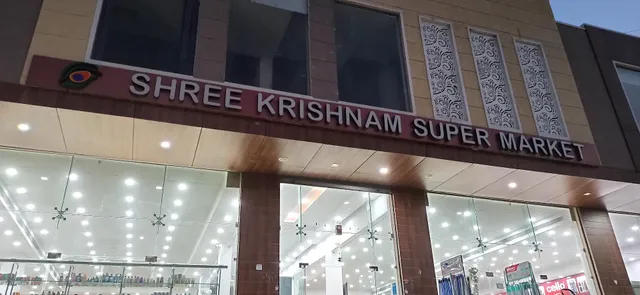 SHREE KRISHNAM SUPER MARKET
cello